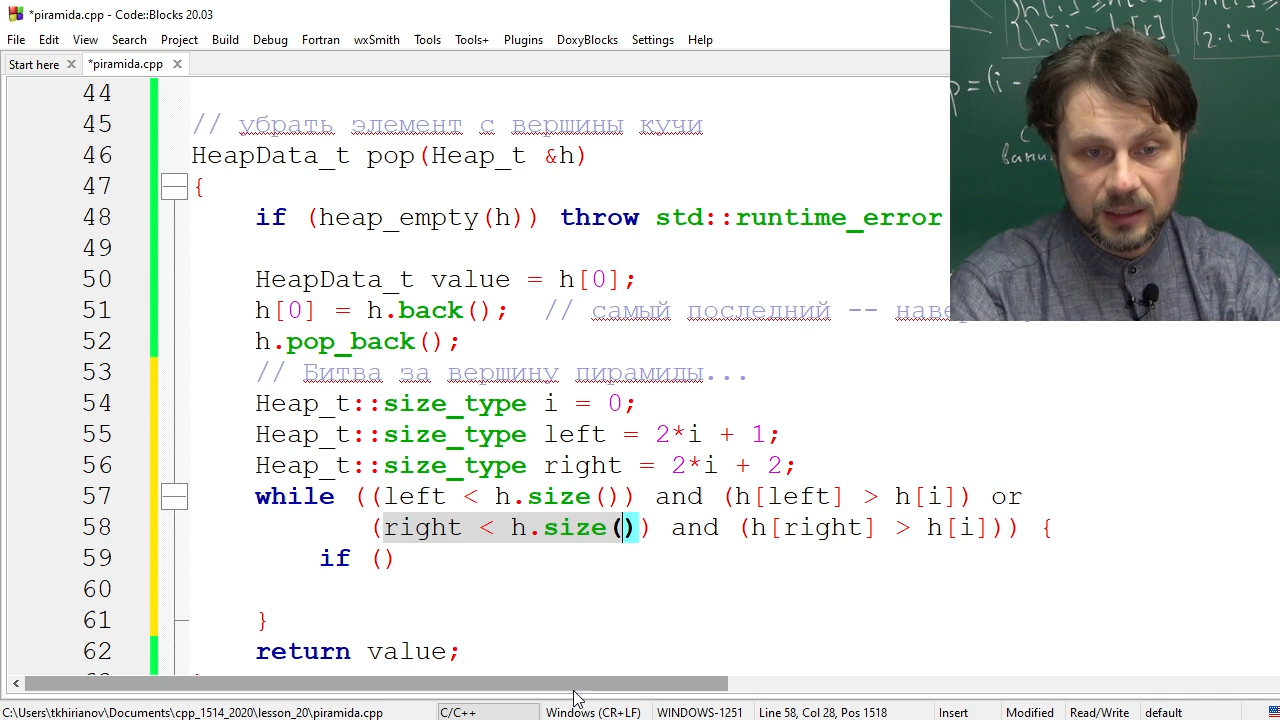 *piramida.cpp - Code::Blocks 20.03
File Edit View Search Project Build Debug Fortran wxSmith Tools Tools+ Plugins DoxyBlocks Settings Help
Start here *piramida.cpp
44
45 // убрать элемент с вершины кучи
46 HeapData_t pop(Heap_t &h)
47 {
48 if (heap_empty(h)) throw std::runtime_error
49
50 HeapData_t value = h[0];
51 h[0] = h.back(); // самый последний --
52 h.pop_back();
53 // Битва за вершину пирамиды...
54 Heap_t::size_type i = 0;
55 Heap_t::size_type left = 2*i + 1;
56 Heap_t::size_type right = 2*i + 2;
57 while ((left < h.size()) and (h[left] > h[i]) or
58 (right < h.size()) and (h[right] > h[i])) {
59 if ()
60
61 }
62 return value;
C:\Users\tkhirianov\Documents\cpp_1514_2020\lesson_20\piramida.cpp C/C++ Windows (CR+LF) WINDOWS-1251 Line 58, Col 28, Pos 1518 Insert Modified Read/Write default